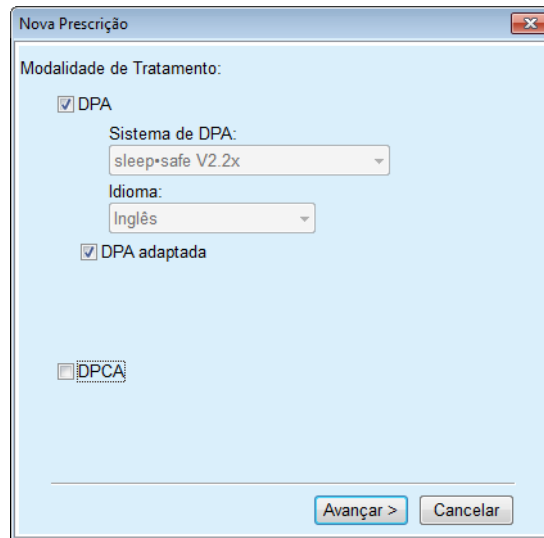 Nova Prescrição
Modalidade de Tratamento:
DPA
Sistema de DPA:
sleep•safe V2.2x
Idioma:
Inglês
DPA adaptada
DPCA
Avançar > Cancelar